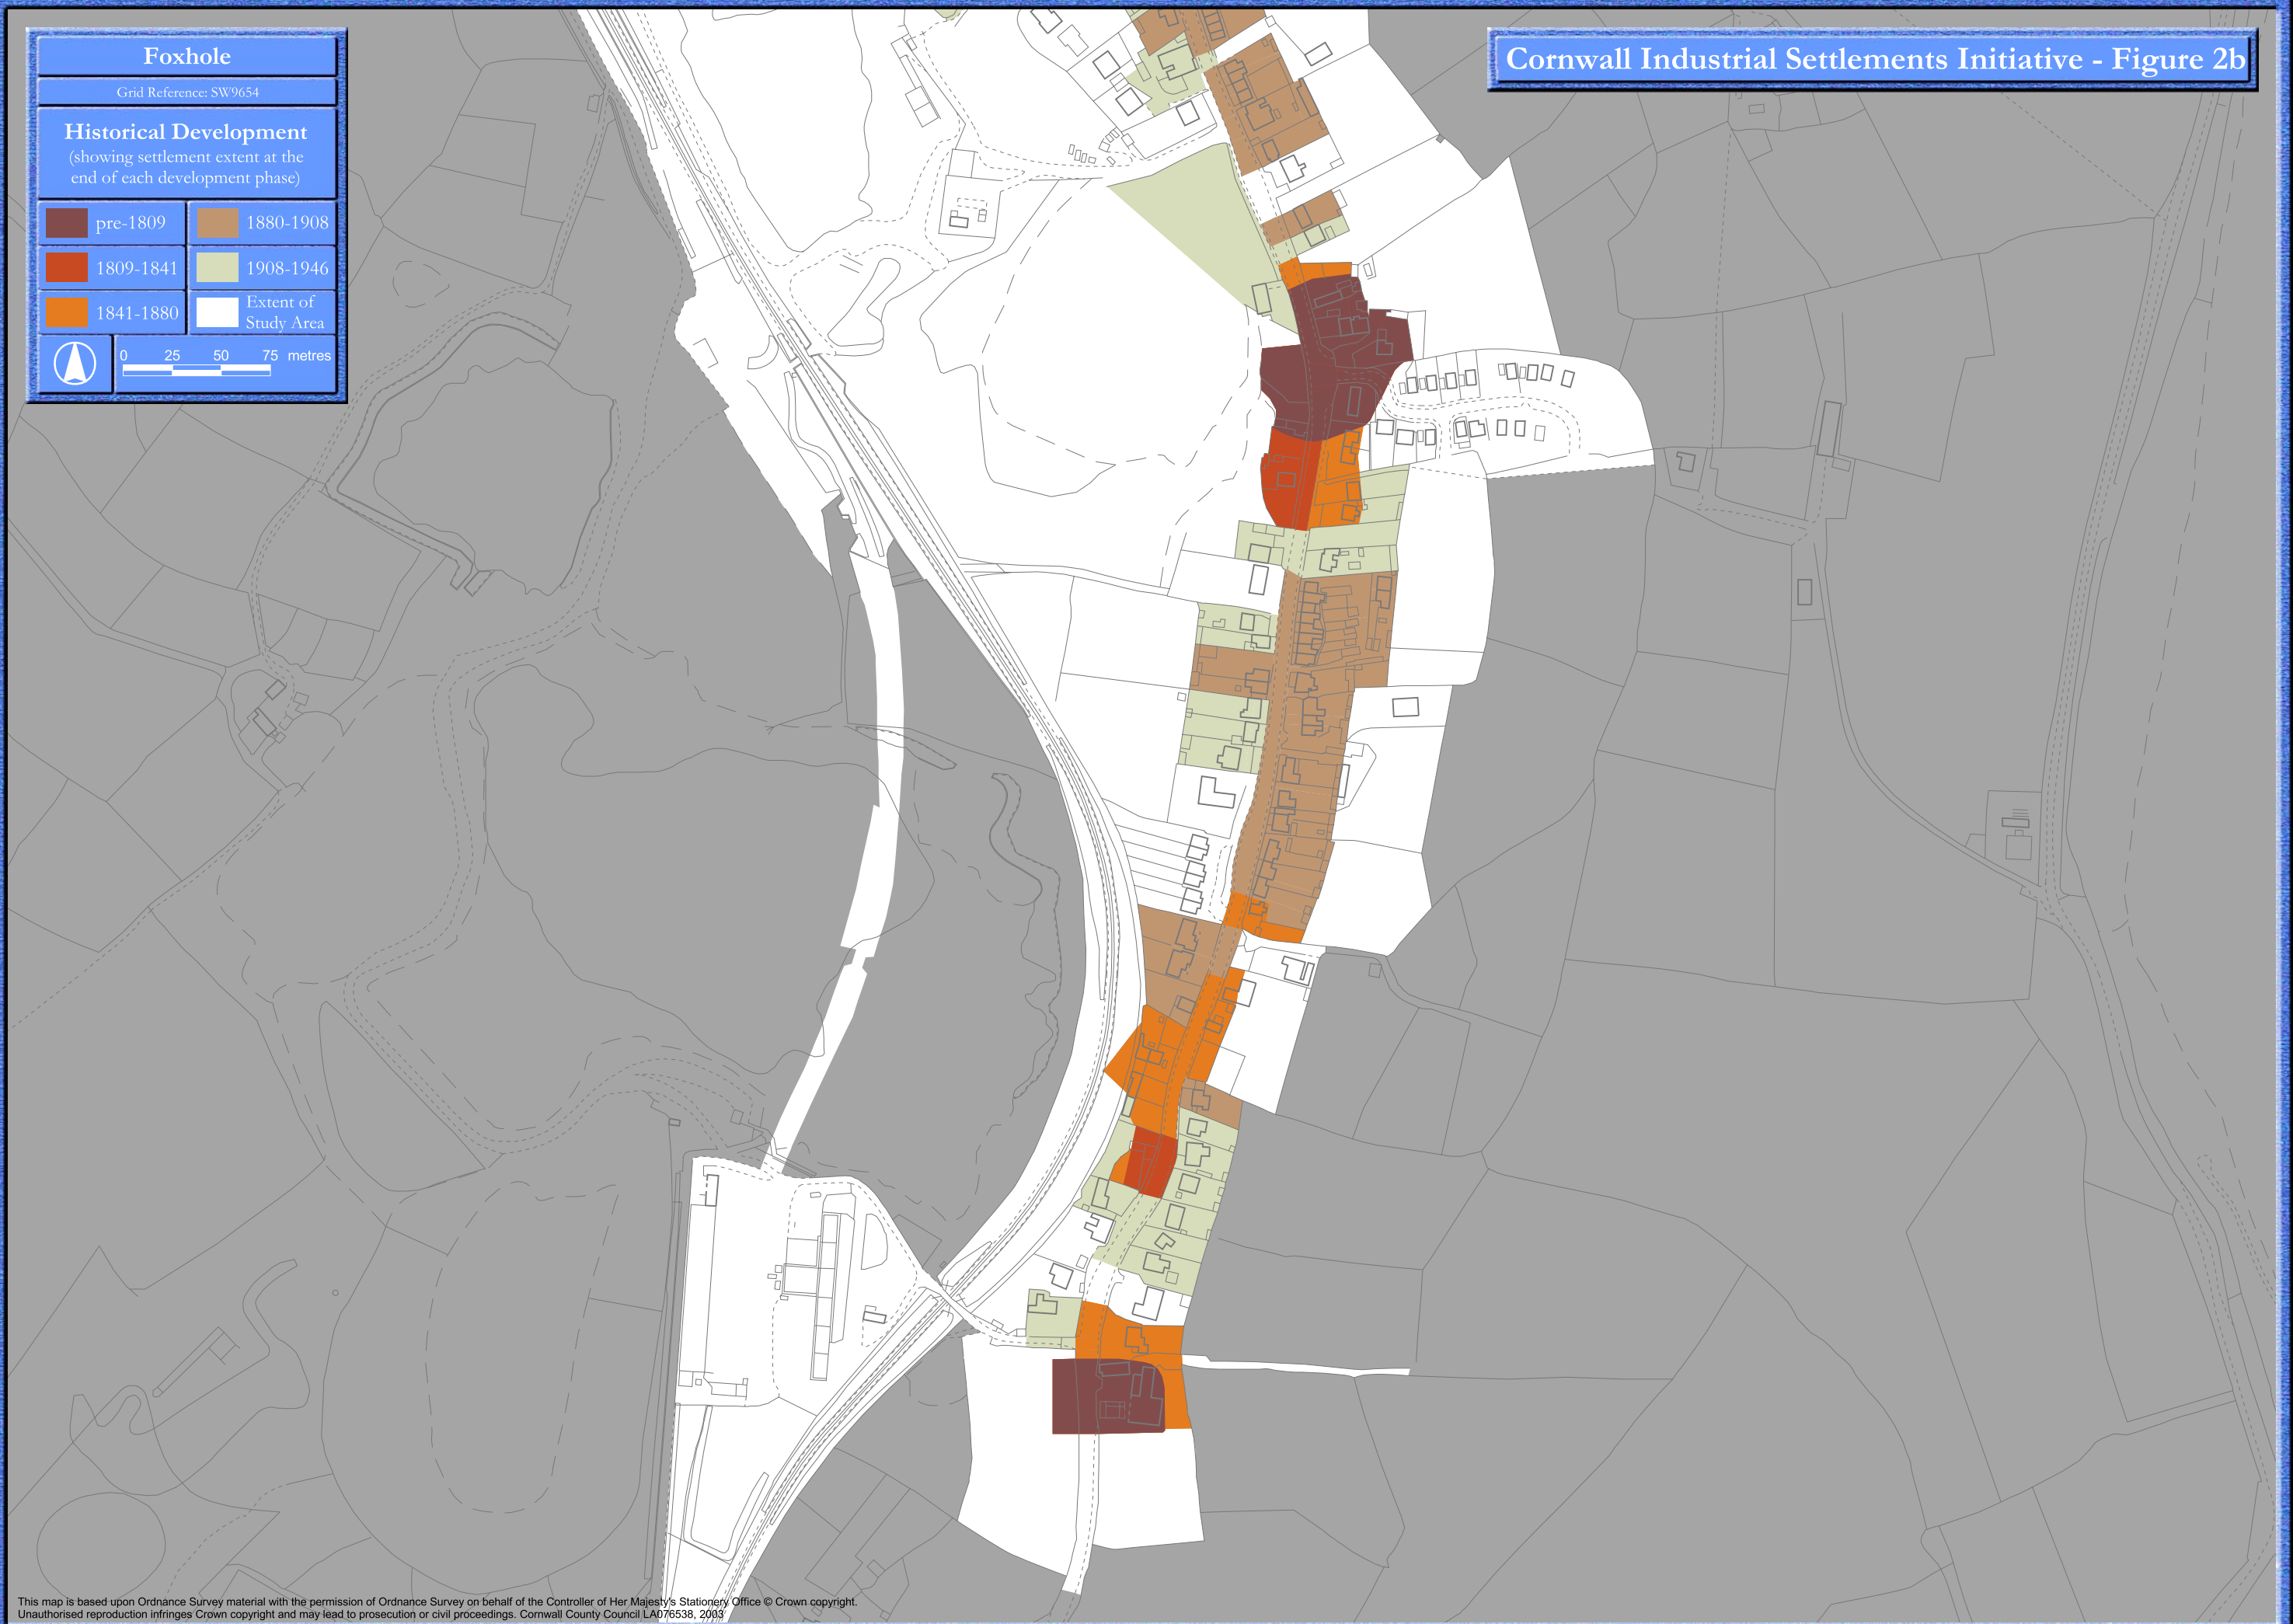 Foxhole
Grid Reference: SW9654
Historical Development
(showing settlement extent at the
end of each development phase)
pre-1809
1880-1908
1809-1841
1908-1946
1841-1880
Extent of
Study Area
0 25 50 75 metres
Cornwall Industrial Settlements Initiative - Figure 2b
This map is based upon Ordnance Survey material with the permission of Ordnance Survey on behalf of the Controller of Her Majesty's Stationery Office © Crown copyright.
Unauthorised reproduction infringes Crown copyright and may lead to prosecution or civil proceedings. Cornwall County Council LA076538, 2003